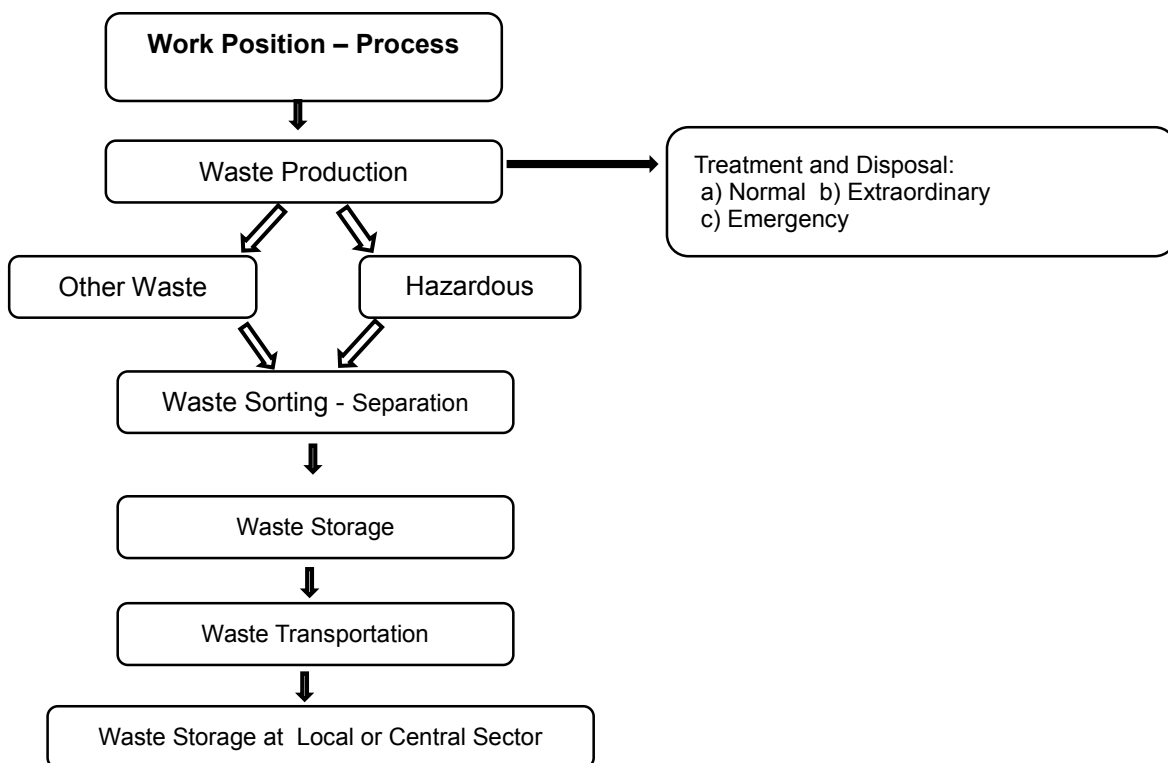 Work Position – Process
Waste Production
Treatment and Disposal:
a) Normal b) Extraordinary
c) Emergency
Other Waste
Hazardous
Waste Sorting - Separation
Waste Storage
Waste Transportation
Waste Storage at Local or Central Sector